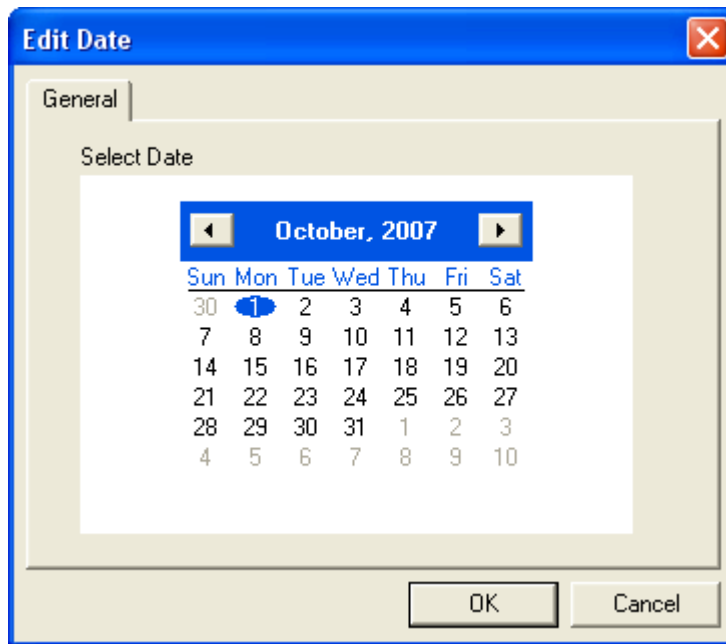 Edit Date
General
Select Date
October, 2007
Sun Mon Tue Wed Thu Fri Sat
30 1 2 3 4 5 6
7 8 9 10 11 12 13
14 15 16 17 18 19 20
21 22 23 24 25 26 27
28 29 30 31 1 2 3
4 5 6 7 8 9 10
OK Cancel